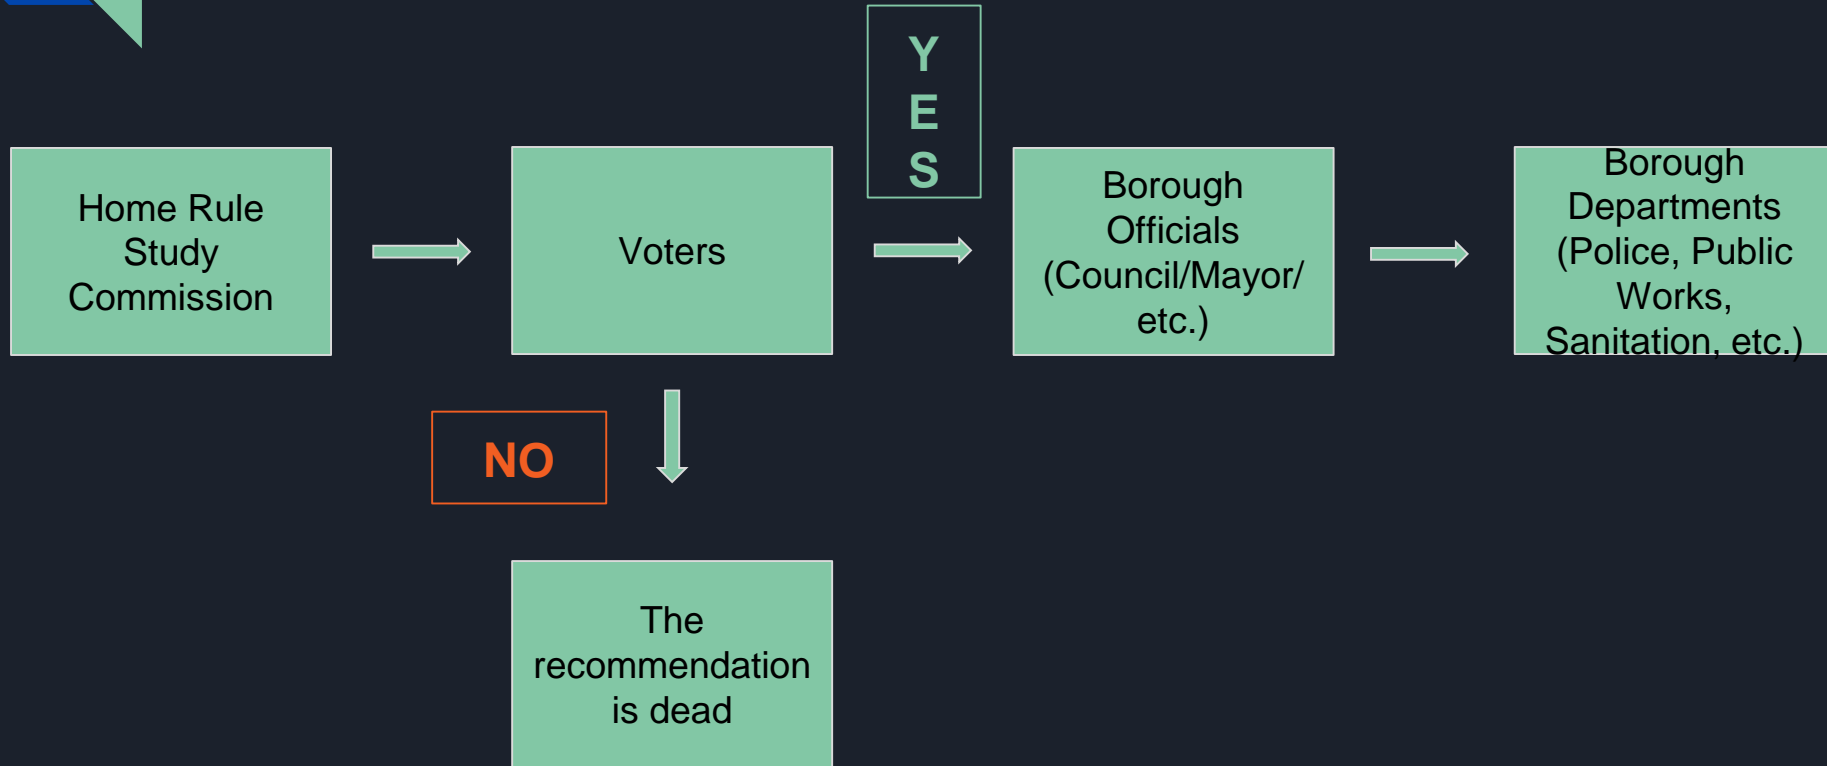 Y
E
S
Home Rule
Study
Commission
Voters
Borough
Officials
(Council/Mayor/
etc.)
Borough
Departments
(Police, Public
Works,
Sanitation, etc.)
NO
The
recommendation
is dead